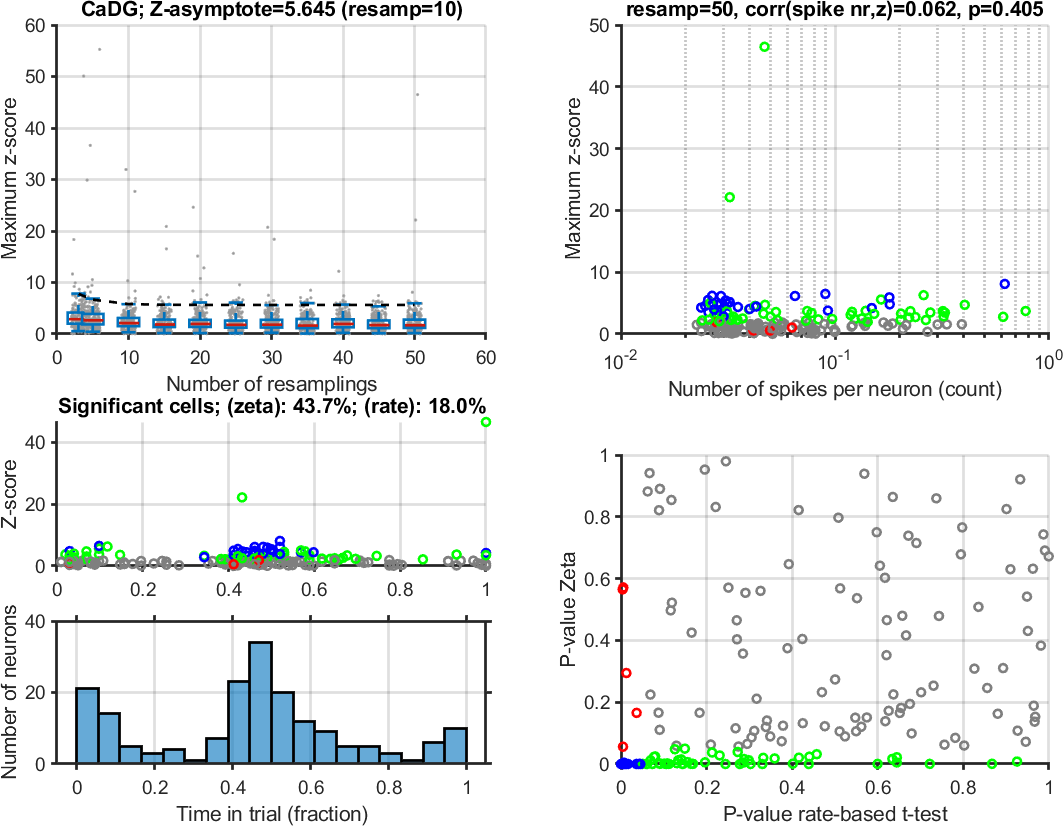 CaDG; Z-asymptote=5.645 (resamp=10)
60
50
40
30
20
10
0
Maximum z-score
0 10 20 30 40 50 60
Number of resamplings
resamp=50, corr(spike nr,z)=0.062, p=0.405
50
40
30
20
10
0
Maximum z-score
10-2 10-1 100
Number of spikes per neuron (count)
Significant cells; (zeta): 43.7%; (rate): 18.0%
40
20
0
Z-score
0 0.2 0.4 0.6 0.8 1
40
20
0
Number of neurons
0 0.2 0.4 0.6 0.8 1
Time in trial (fraction)
1
0.8
0.6
0.4
0.2
0
P-value Zeta
0 0.2 0.4 0.6 0.8 1
P-value rate-based t-test